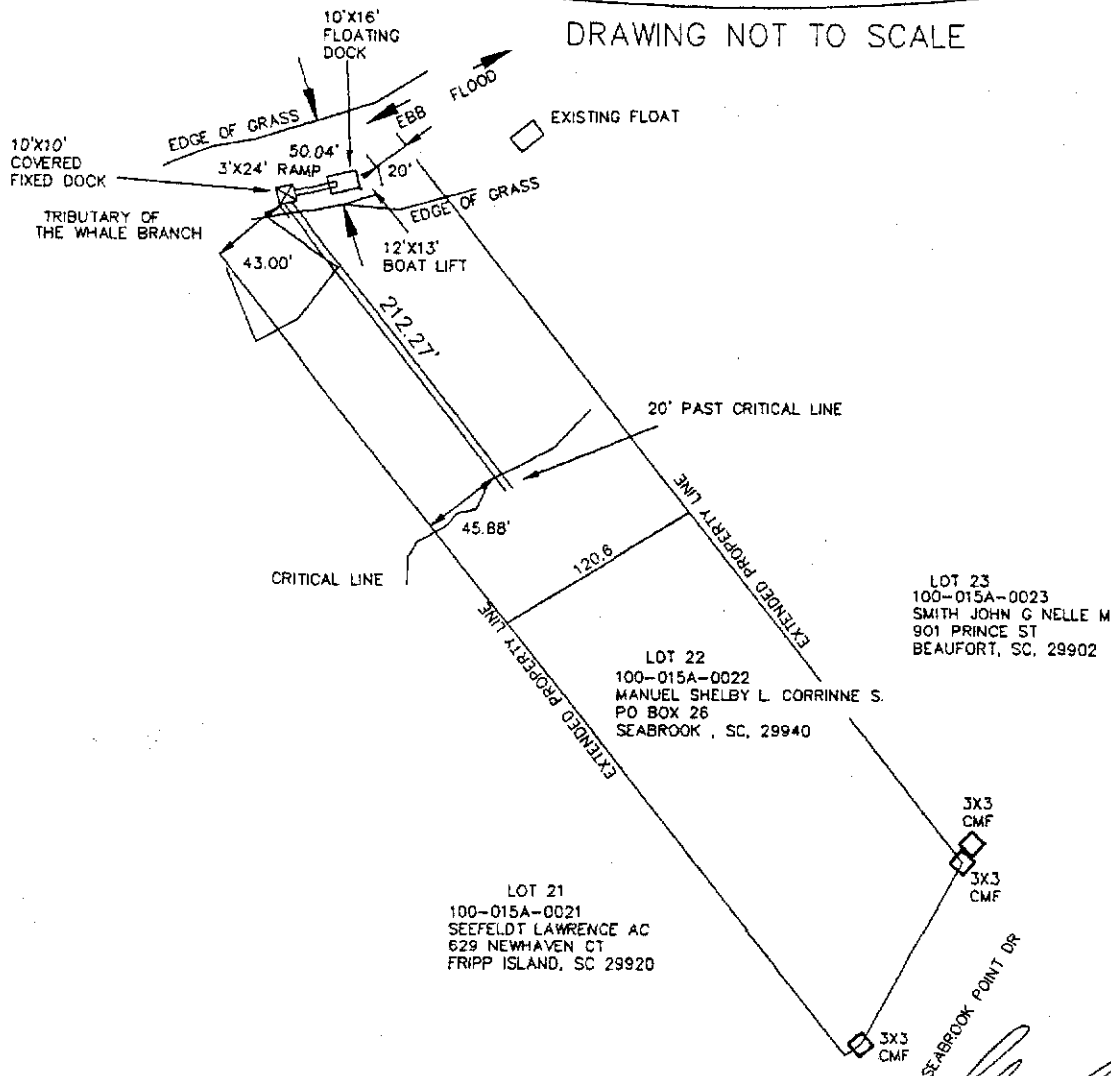 DRAWING NOT TO SCALE
10'X16'
FLOATING
DOCK
FLOOD
EBB
EDGE OF GRASS
EXISTING FLOAT
10'X10'
COVERED
FIXED DOCK
50.04'
3'X24' RAMP
20'
EDGE OF GRASS
TRIBUTARY OF
THE WHALE BRANCH
12'X13'
BOAT LIFT
43.00'
212.27'
20' PAST CRITICAL LINE
45.88'
CRITICAL LINE
120.6
EXTENDED PROPERTY LINE
EXTENDED PROPERTY LINE
LOT 23
100-015A-0023
SMITH JOHN G NELLE M
901 PRINCE ST
BEAUFORT, SC, 29902
LOT 22
100-015A-0022
MANUEL SHELBY L CORRINNE S.
PO BOX 26
SEABROOK , SC, 29940
3X3
CMF
3X3
CMF
LOT 21
100-015A-0021
SEEFELDT LAWRENCE AC
629 NEWHAVEN CT
FRIPP ISLAND, SC 29920
SEABROOK POINT DR
3X3
CMF